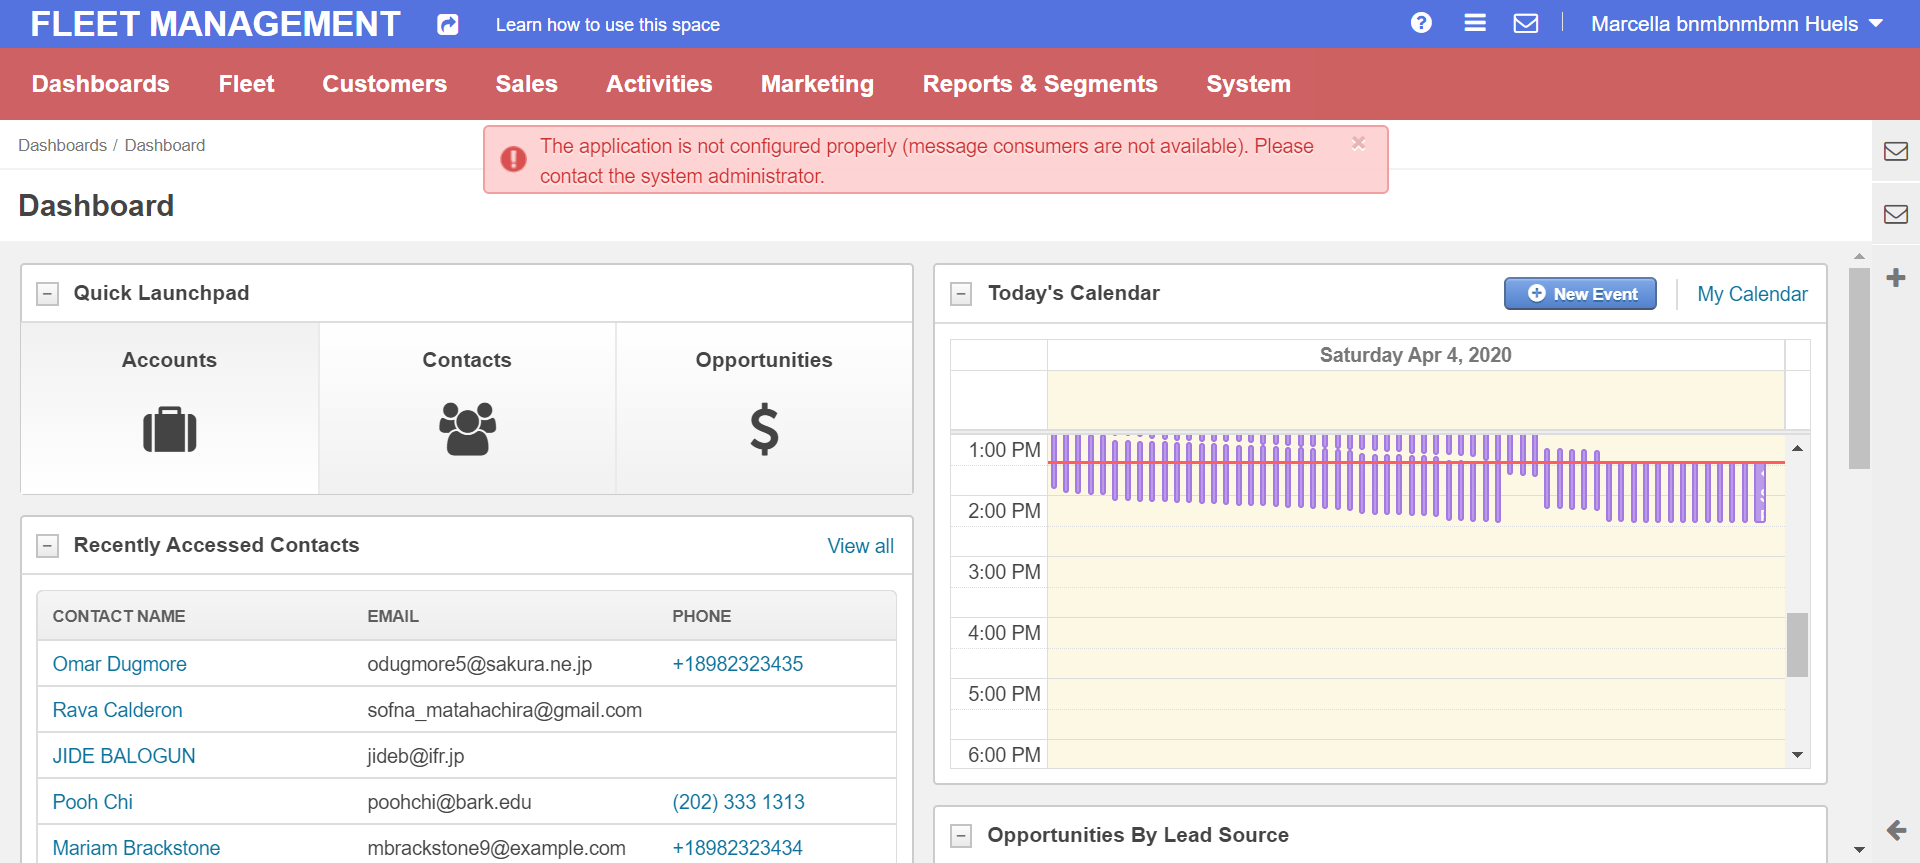 FLEET MANAGEMENT
Learn how to use this space
Marcella bnmbnmbmn Huels
Dashboards Fleet Customers Sales Activities Marketing Reports & Segments System
Dashboards / Dashboard
The application is not configured properly (message consumers are not available). Please
contact the system administrator.
Dashboard
Quick Launchpad
Accounts Contacts Opportunities
Recently Accessed Contacts View all
CONTACT NAME EMAIL PHONE
Omar Dugmore odugmore5@sakura.ne.jp +18982323435
Rava Calderon sofna_matahachira@gmail.com
JIDE BALOGUN jideb@ifr.jp
Pooh Chi poohchi@bark.edu (202) 333 1313
Mariam Brackstone mbrackstone9@example.com +18982323434
Today's Calendar New Event My Calendar
Saturday Apr 4, 2020
1:00 PM
2:00 PM
3:00 PM
4:00 PM
5:00 PM
6:00 PM
Opportunities By Lead Source